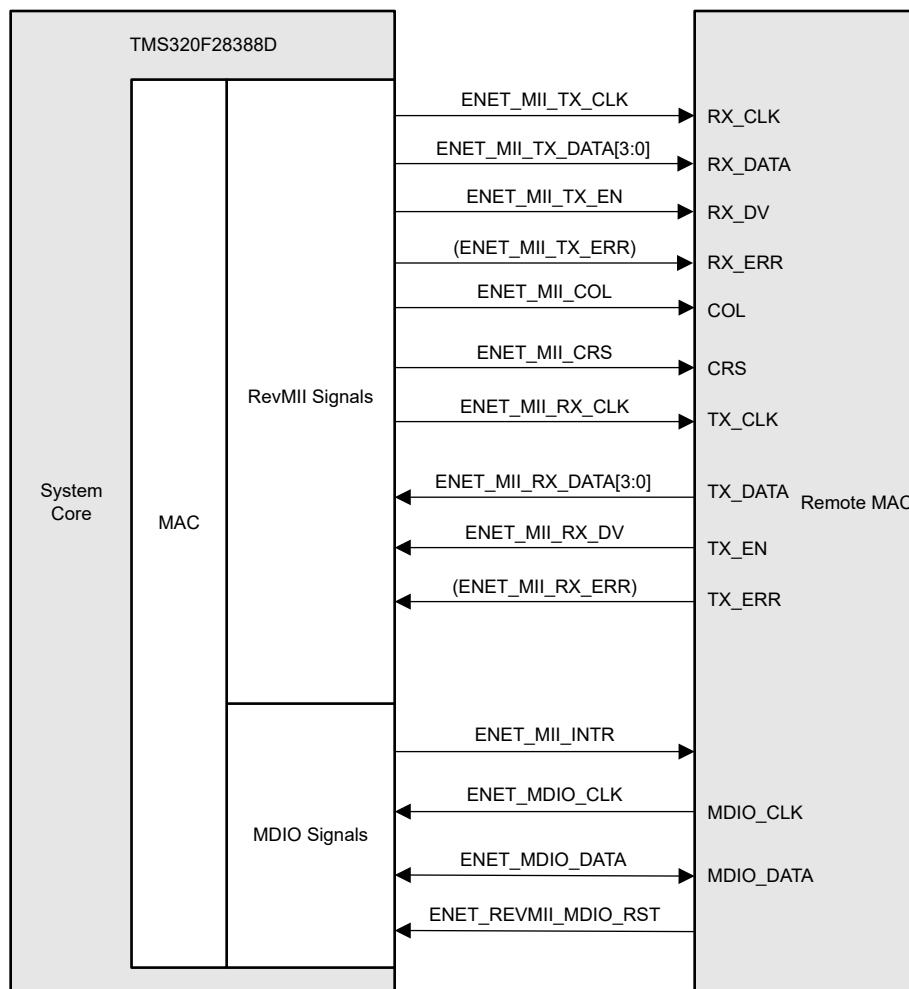 TMS320F28388D
ENET_MII_TX_CLK
RX_CLK
ENET_MII_TX_DATA[3:0]
RX_DATA
ENET_MII_TX_EN
RX_DV
(ENET_MII_TX_ERR)
RX_ERR
ENET_MII_COL
COL
ENET_MII_CRS
CRS
RevMII Signals
ENET_MII_RX_CLK
TX_CLK
ENET_MII_RX_DATA[3:0]
TX_DATA
System
Core
MAC
Remote MAC
ENET_MII_RX_DV
TX_EN
(ENET_MII_RX_ERR)
TX_ERR
ENET_MII_INTR
ENET_MDIO_CLK
MDIO_CLK
MDIO Signals
ENET_MDIO_DATA
MDIO_DATA
ENET_REVMII_MDIO_RST